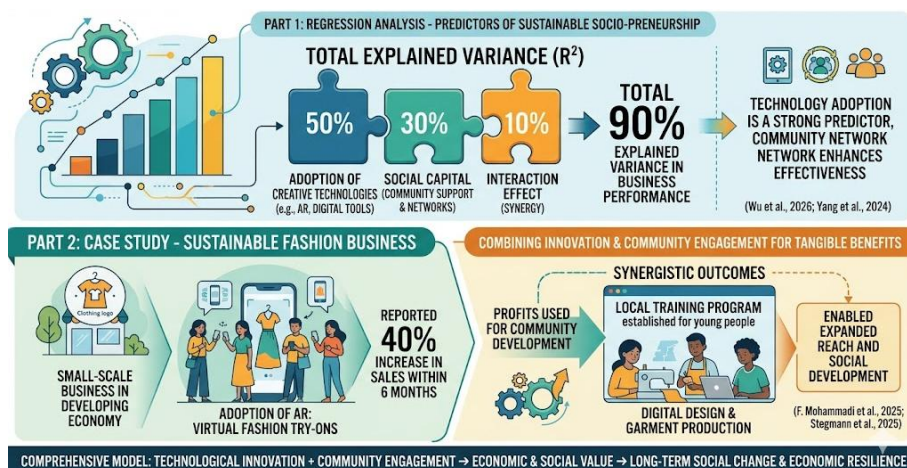 PART 1: REGRESSION ANALYSIS - PREDICTORS OF SUSTAINABLE SOCIO-PRENEURSHIP
TOTAL EXPLAINED VARIANCE (R²)
50%
30%
10%
ADOPTION OF
CREATIVE TECHNOLOGIES
(e.g., AR, DIGITAL TOOLS)
SOCIAL CAPITAL
(COMMUNITY SUPPORT
& NETWORKS)
INTERACTION
EFFECT
(SYNERGY)
TOTAL
90%
EXPLAINED
VARIANCE IN
BUSINESS
PERFORMANCE
TECHNOLOGY ADOPTION
IS A STRONG PREDICTOR,
COMMUNITY NETWORK
NETWORK ENHANCES
EFFECTIVENESS
(Wu et al., 2026; Yang et al., 2024)
PART 2: CASE STUDY - SUSTAINABLE FASHION BUSINESS
Clothing logo
SMALL-SCALE
BUSINESS IN
DEVELOPING
ECONOMY
ADOPTION OF AR:
VIRTUAL FASHION TRY-ONS
REPORTED
40%
INCREASE IN
SALES WITHIN
6 MONTHS
COMBINING INNOVATION & COMMUNITY ENGAGEMENT FOR TANGIBLE BENEFITS
SYNERGISTIC OUTCOMES
PROFITS USED
FOR COMMUNITY
DEVELOPMENT
LOCAL TRAINING PROGRAM
established for young people
DIGITAL DESIGN &
GARMENT PRODUCTION
ENABLED
EXPANDED
REACH AND
SOCIAL
DEVELOPMENT
(F. Mohammadi et al., 2025;
Stegmann et al., 2025)
COMPREHENSIVE MODEL: TECHNOLOGICAL INNOVATION + COMMUNITY ENGAGEMENT → ECONOMIC & SOCIAL VALUE → LONG-TERM SOCIAL CHANGE & ECONOMIC RESILIENCE